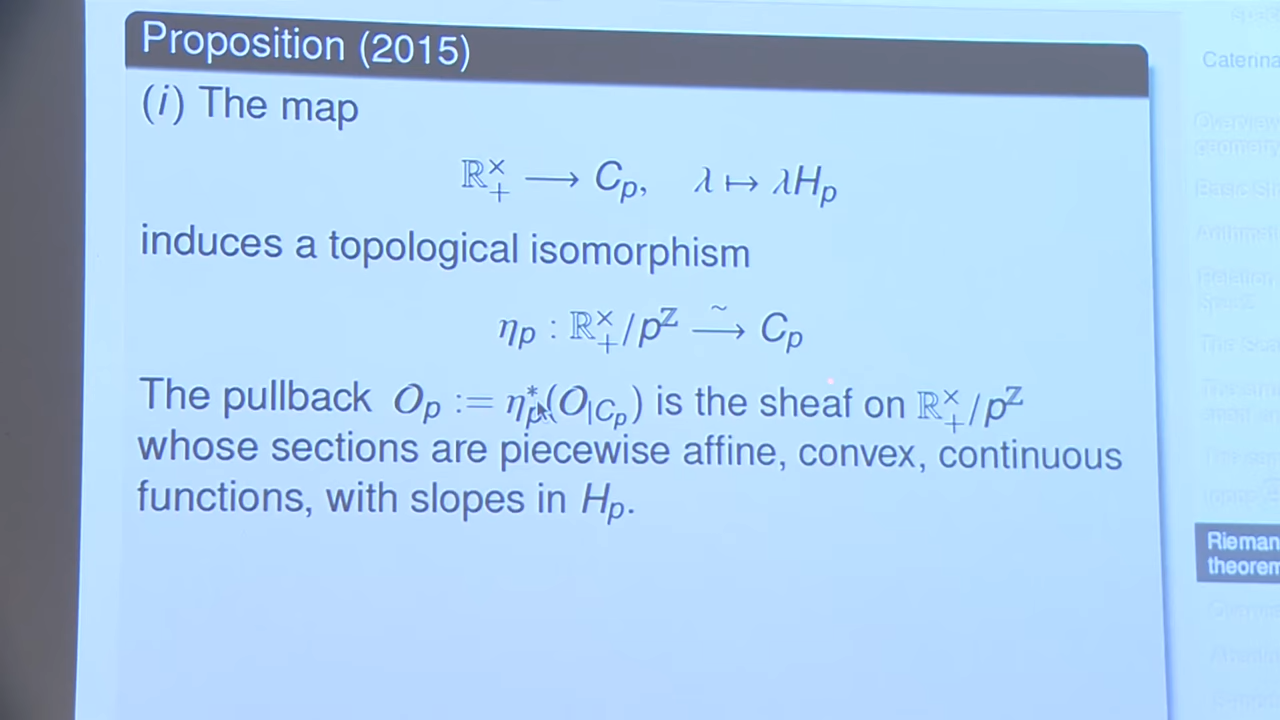 Proposition (2015)
(i) The map
ℝ₊^× ⟶ C_p, λ ↦ λH_p
induces a topological isomorphism
η_p : ℝ₊^×/p^ℤ ⟶̃ C_p
The pullback O_p := η_p^*(O_{|C_p}) is the sheaf on ℝ₊^×/p^ℤ
whose sections are piecewise affine, convex, continuous
functions, with slopes in H_p.
Caterina
Rieman
theorem